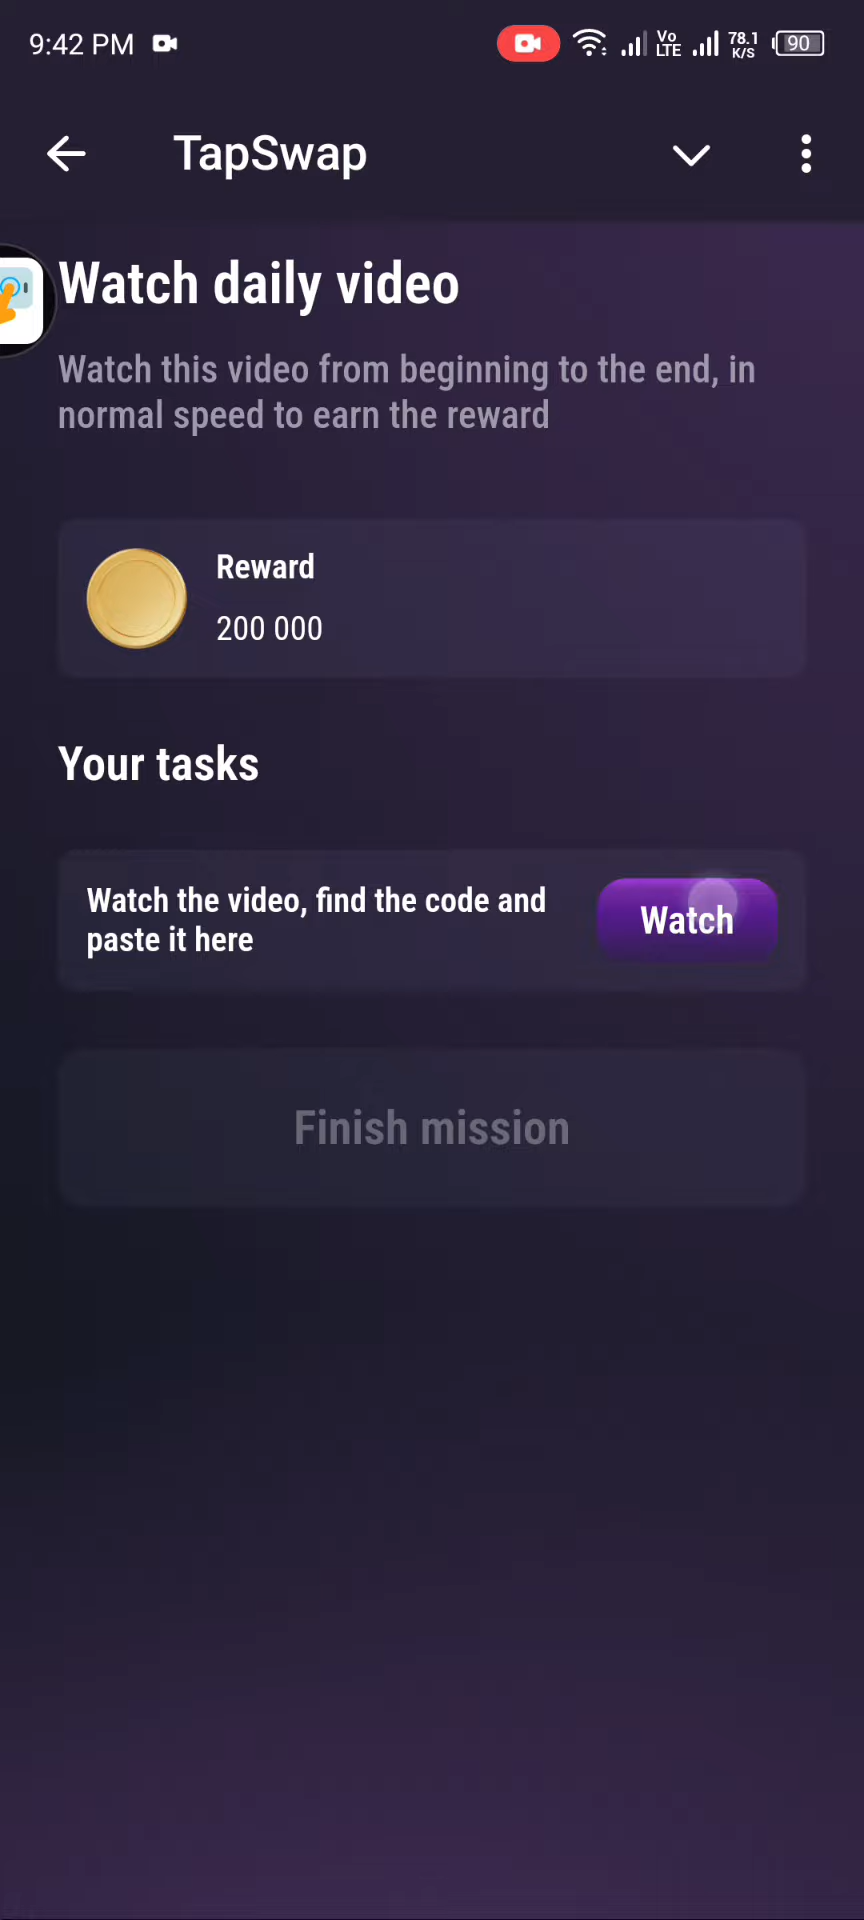 9:42 PM
Vo
LTE
78.1
K/S
90
TapSwap
Watch daily video
Watch this video from beginning to the end, in
normal speed to earn the reward
Reward
200 000
Your tasks
Watch the video, find the code and
paste it here
Watch
Finish mission